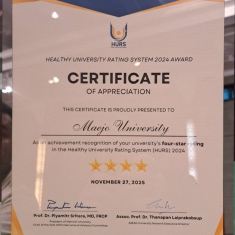 HURS
HEALTHY UNIVERSITY RATING SYSTEM 2024 AWARD
CERTIFICATE
OF APPRECIATION
THIS CERTIFICATE IS PROUDLY PRESENTED TO
Maejo University
As an achievement recognition of your university's four-star rating
in the Healthy University Rating System (HURS) 2024
NOVEMBER 27, 2025
Prof. Dr. Piyamitr Sritara, MD, FRCP
Assoc. Prof. Dr. Thanapan Laiprakobsup